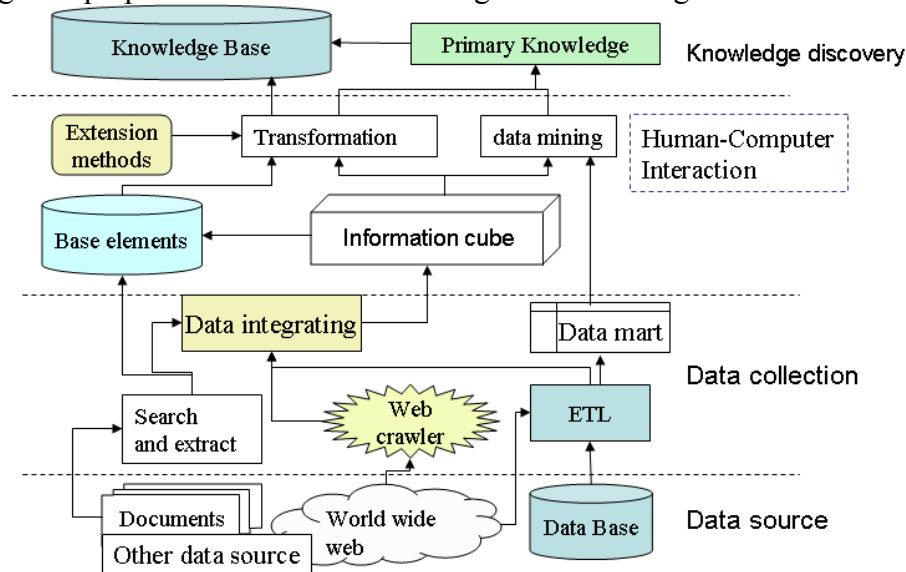 Knowledge Base
Primary Knowledge
Knowledge discovery
Extension
methods
Transformation
data mining
Human-Computer
Interaction
Base elements
Information cube
Data integrating
Data mart
Data collection
Search
and extract
Web
crawler
ETL
Documents
World wide
web
Data Base
Data source
Other data source